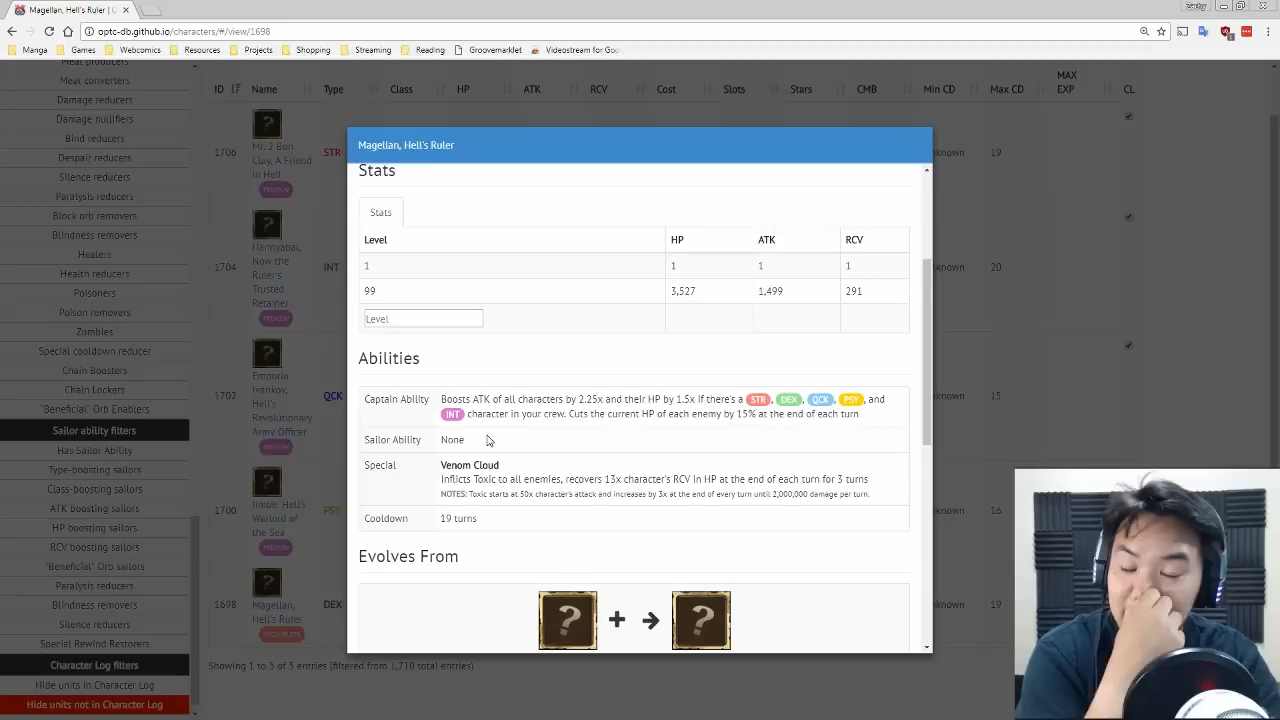 Magellan, Hell's Ruler | C
optc-db.github.io/characters/#/view/1698
Manga
Games
Webcomics
Resources
Projects
Shopping
Streaming
Reading
Groovemarklet
Videostream for Goo
Meat producers
Meat converters
Damage reducers
Damage nullifiers
Bind reducers
Despair reducers
Silence reducers
Paralysis reducers
Block orb removers
Blindness removers
Healers
Health reducers
Poisoners
Poison removers
Zombies
Special cooldown reducer
Chain Boosters
Chain Lockers
"Beneficial" Orb Enablers
Sailor ability filters
Has Sailor Ability
Type-boosting sailors
Class-boosting sailors
ATK boosting sailors
HP boosting sailors
RCV boosting sailors
"Beneficial" Orb sailors
Paralysis reducers
Blindness reducers
Silence reducers
Special Rewind Restorers
Character Log filters
Hide units in Character Log
Hide units not in Character Log
ID Name Type Class HP ATK RCV Cost Slots Stars CMB Min CD Max CD MAX EXP CL
1706 Mr. 2 Bon Clay, A Friend in Hell PREVIEW STR unknown 19
1704 Hannyabal, Now the Ruler's Trusted Retainer PREVIEW INT unknown 20
1702 Emporio Ivankov, Hell's Revolutionary Army Officer PREVIEW QCK unknown 15
1700 Jimbe, Hell's Warlord of the Sea PREVIEW PSY unknown 16
1698 Magellan, Hell's Ruler INCOMPLETE DEX unknown 19
Showing 1 to 5 of 5 entries (filtered from 1,710 total entries)
Magellan, Hell's Ruler
Stats
Stats
Level HP ATK RCV
1 1 1 1
99 3,527 1,499 291
Level
Abilities
Captain Ability Boosts ATK of all characters by 2.25x and their HP by 1.5x if there's a STR, DEX, QCK, PSY, and
INT character in your crew. Cuts the current HP of each enemy by 15% at the end of each turn
Sailor Ability None
Special Venom Cloud
Inflicts Toxic to all enemies, recovers 13x character's RCV in HP at the end of each turn for 3 turns
NOTES: Toxic starts at 50x character's attack and increases by 3x at the end of every turn until 2,000,000 damage per turn.
Cooldown 19 turns
Evolves From
? + → ?